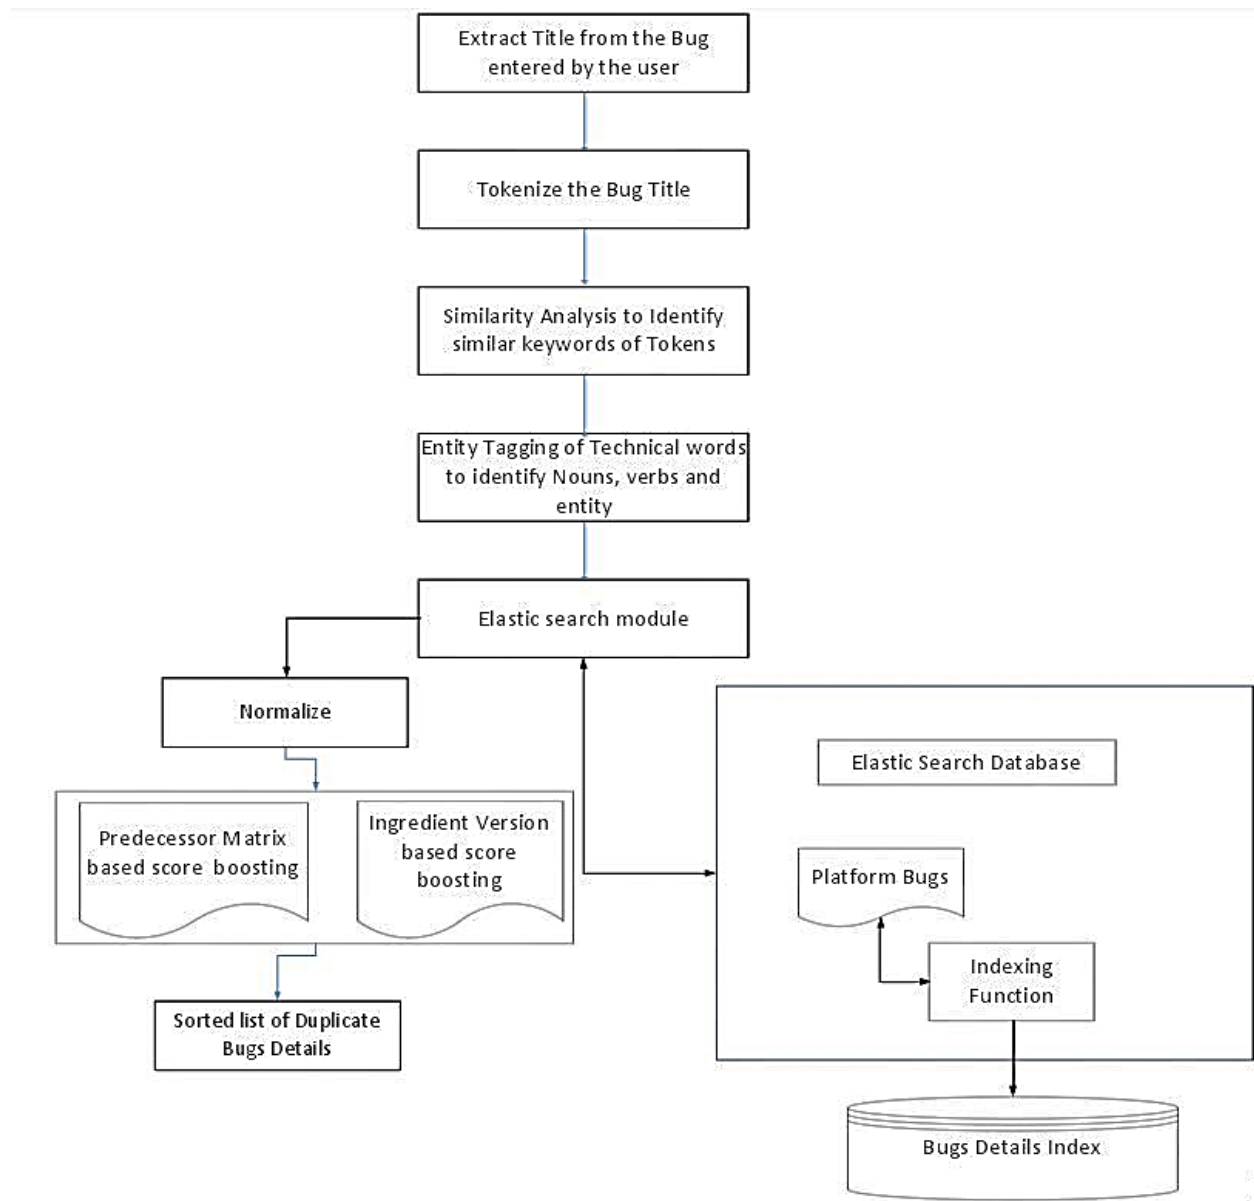 Extract Title from the Bug
entered by the user
Tokenize the Bug Title
Similarity Analysis to Identify
similar keywords of Tokens
Entity Tagging of Technical words
to identify Nouns, verbs and
entity
Elastic search module
Normalize
Predecessor Matrix
based score boosting
Ingredient Version
based score
boosting
Sorted list of Duplicate
Bugs Details
Elastic Search Database
Platform Bugs
Indexing
Function
Bugs Details Index